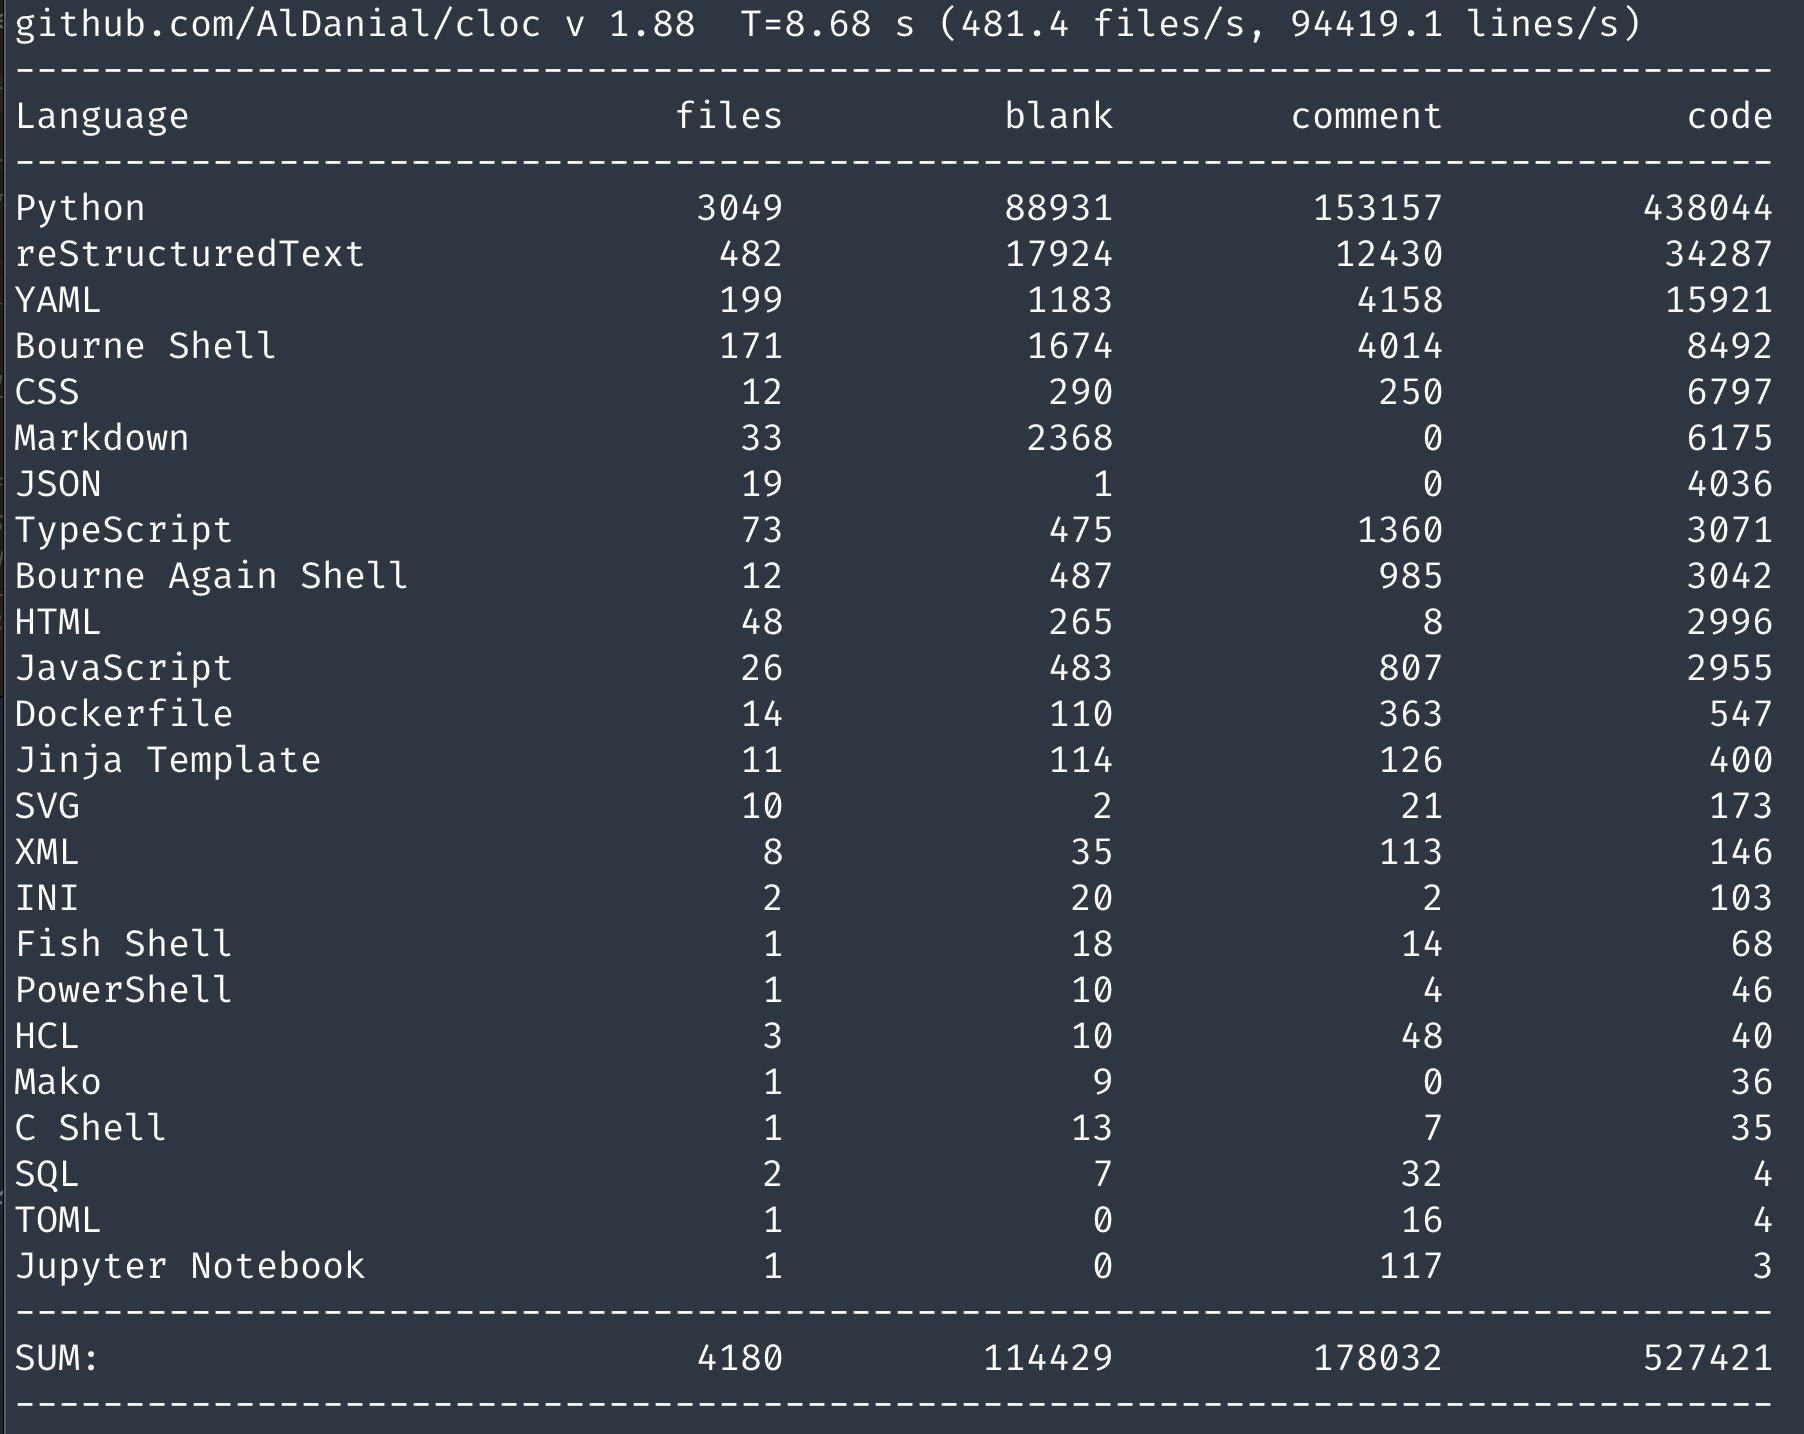 github.com/AlDanial/cloc v 1.88  T=8.68 s (481.4 files/s, 94419.1 lines/s)
--------------------------------------------------------------------------------
Language                      files          blank        comment           code
--------------------------------------------------------------------------------
Python                         3049          88931         153157         438044
reStructuredText                482          17924          12430          34287
YAML                            199           1183           4158          15921
Bourne Shell                    171           1674           4014           8492
CSS                              12            290            250           6797
Markdown                         33           2368              0           6175
JSON                             19              1              0           4036
TypeScript                       73            475           1360           3071
Bourne Again Shell               12            487            985           3042
HTML                             48            265              8           2996
JavaScript                       26            483            807           2955
Dockerfile                       14            110            363            547
Jinja Template                   11            114            126            400
SVG                              10              2             21            173
XML                               8             35            113            146
INI                               2             20              2            103
Fish Shell                        1             18             14             68
PowerShell                        1             10              4             46
HCL                               3             10             48             40
Mako                              1              9              0             36
C Shell                           1             13              7             35
SQL                               2              7             32              4
TOML                              1              0             16              4
Jupyter Notebook                  1              0            117              3
--------------------------------------------------------------------------------
SUM:                           4180         114429         178032         527421
--------------------------------------------------------------------------------